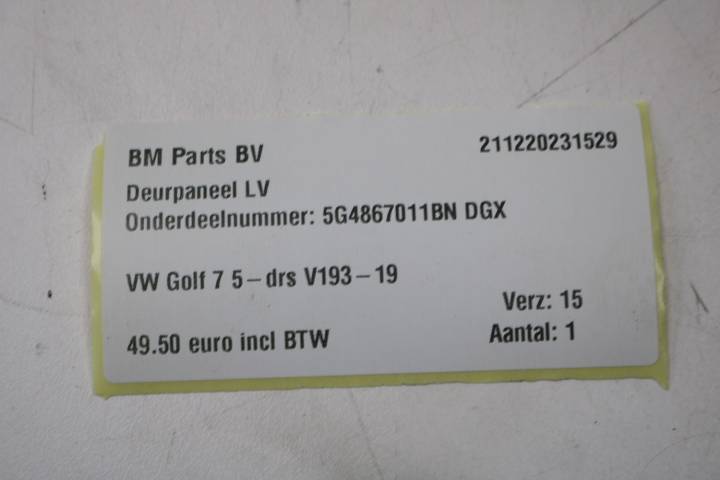 BM Parts BV 211220231529
Deurpaneel LV
Onderdeelnummer: 5G4867011BN DGX
VW Golf 7 5-drs V193-19
Verz: 15
49.50 euro incl BTW Aantal: 1